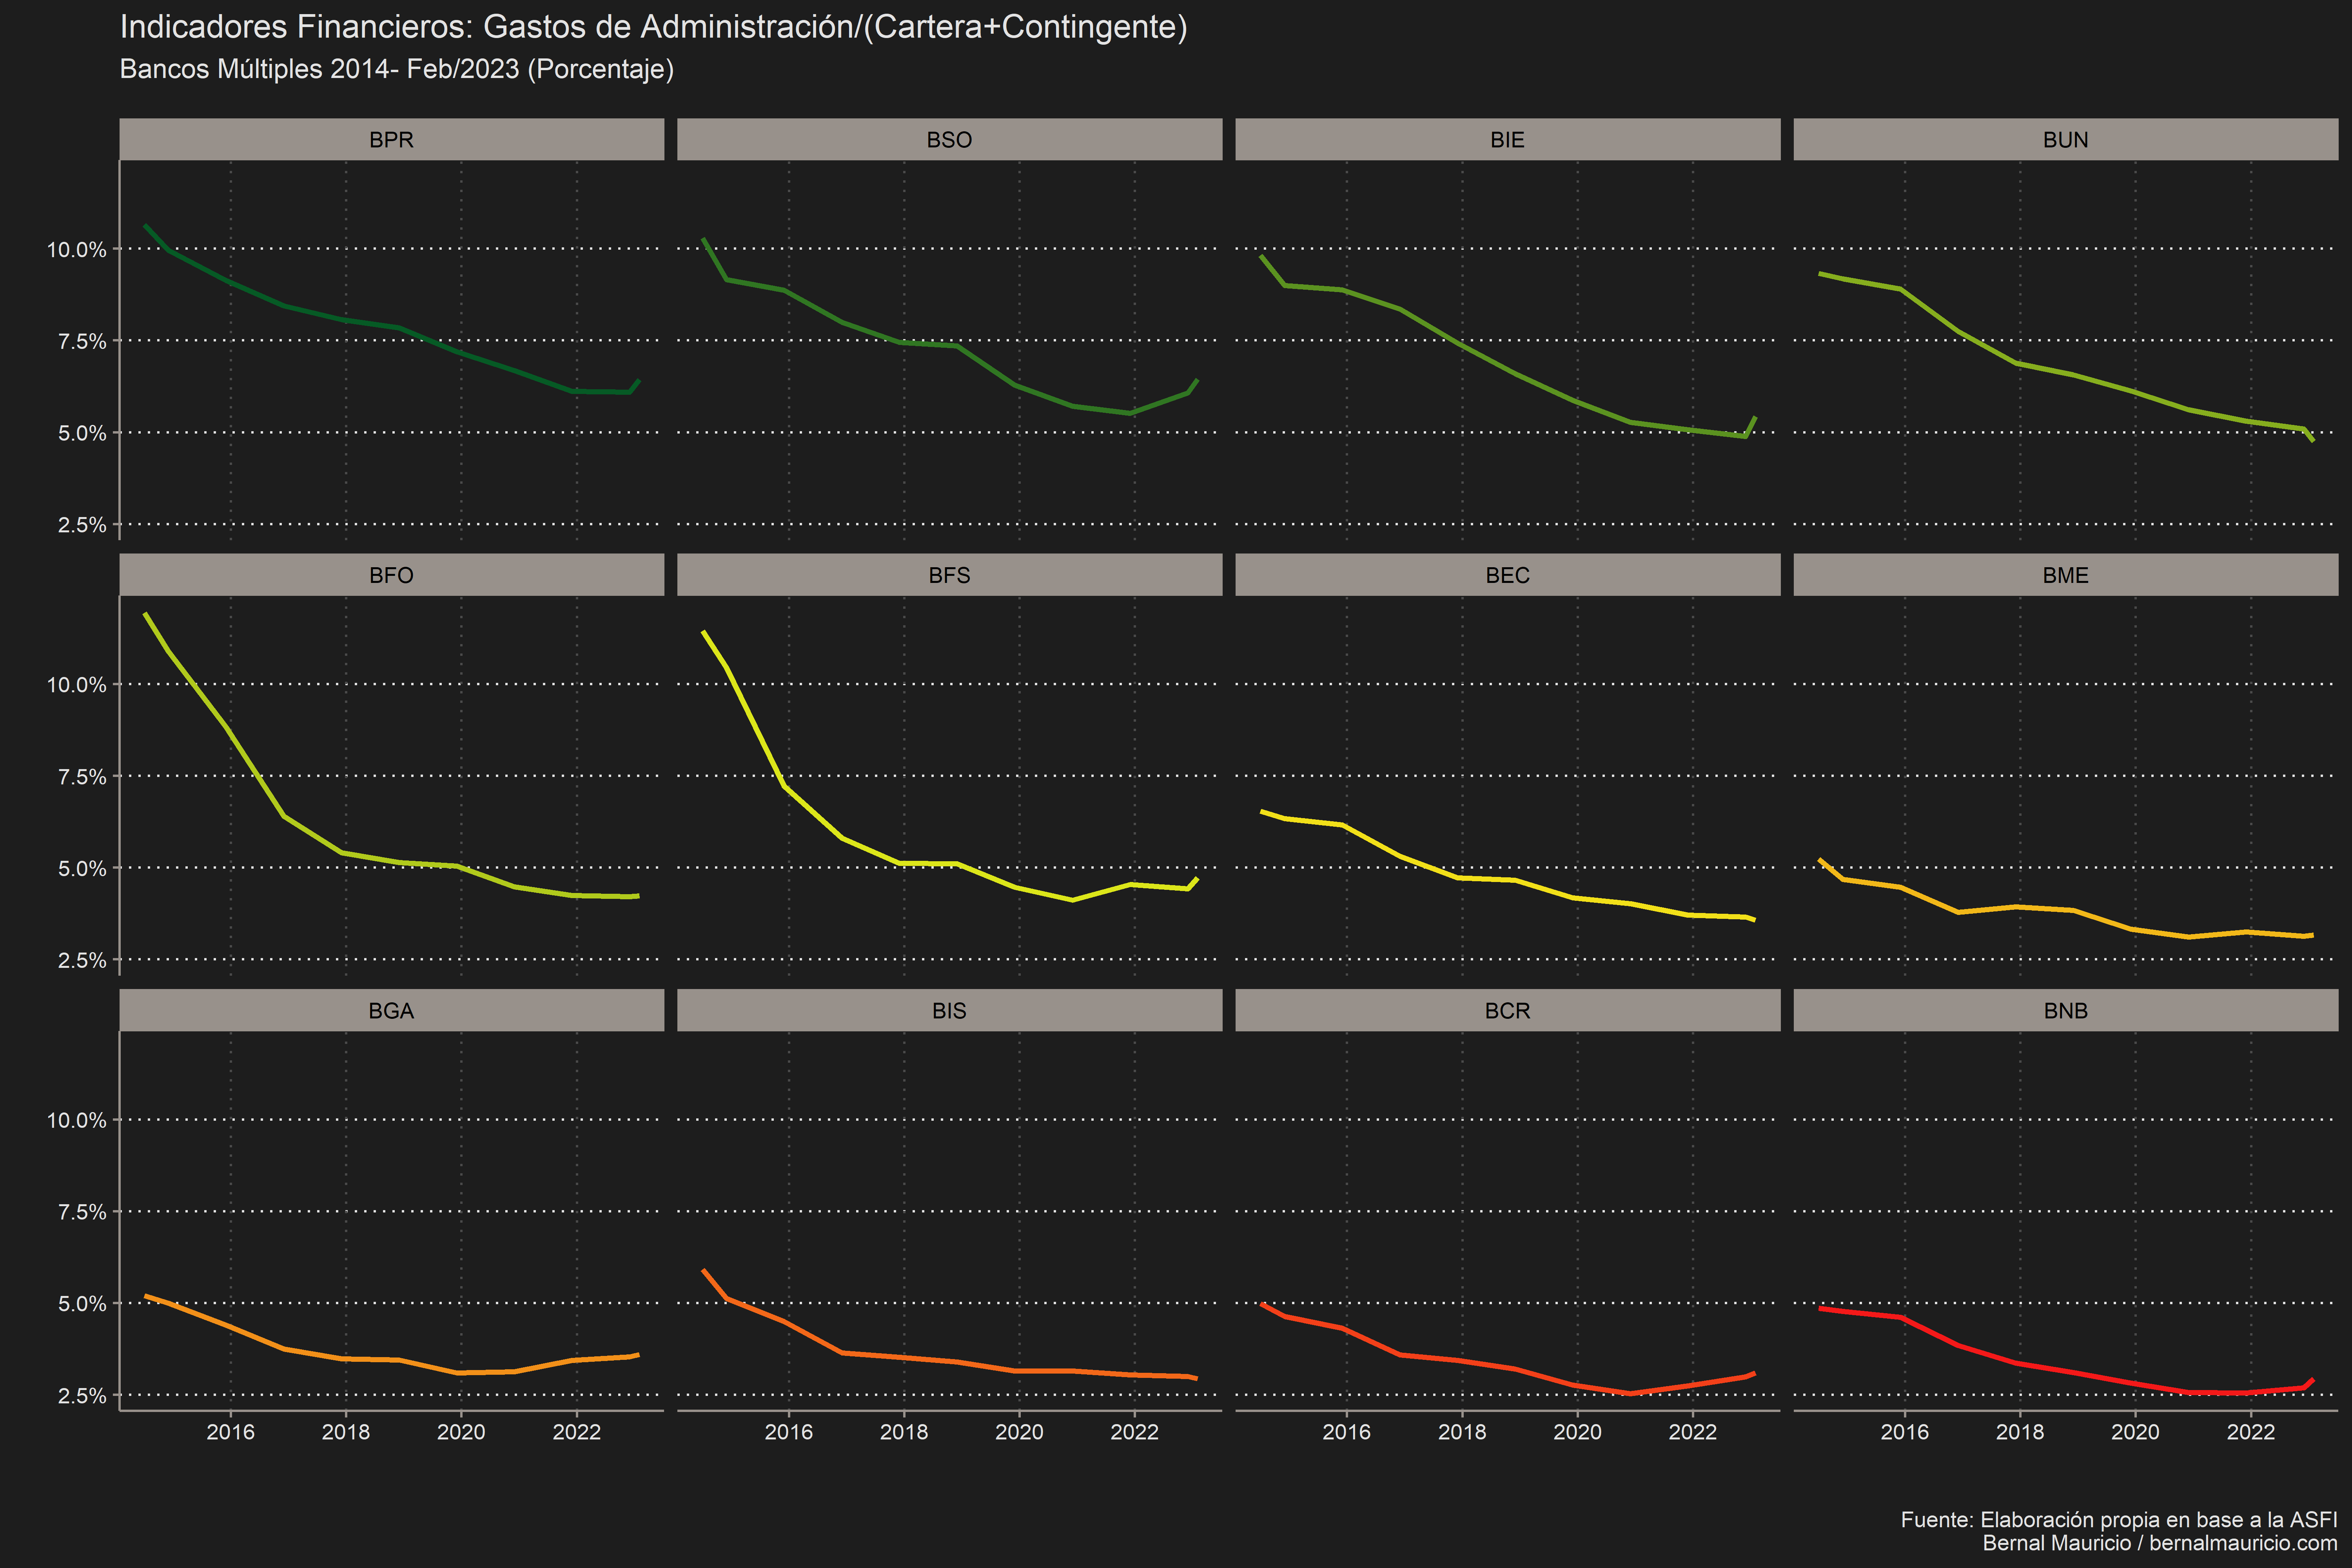 Indicadores Financieros: Gastos de Administración/(Cartera+Contingente)
Bancos Múltiples 2014- Feb/2023 (Porcentaje)
BPR BSO BIE BUN
10.0%
7.5%
5.0%
2.5%
BFO BFS BEC BME
10.0%
7.5%
5.0%
2.5%
BGA BIS BCR BNB
10.0%
7.5%
5.0%
2.5%
2016 2018 2020 2022 2016 2018 2020 2022 2016 2018 2020 2022 2016 2018 2020 2022
Fuente: Elaboración propia en base a la ASFI
Bernal Mauricio / bernalmauricio.com